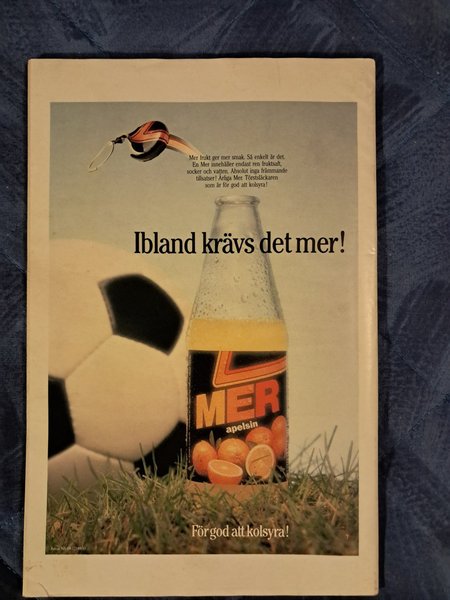 Mer frukt ger mer smak. Så enkelt är det.
En Mer innehåller endast ren fruktsaft,
socker och vatten. Absolut inga främmande
tillsatser! Ärliga Mer. Törstsläckaren
som är för god att kolsyra!
Ibland krävs det mer!
MER
apelsin
För god att kolsyra!